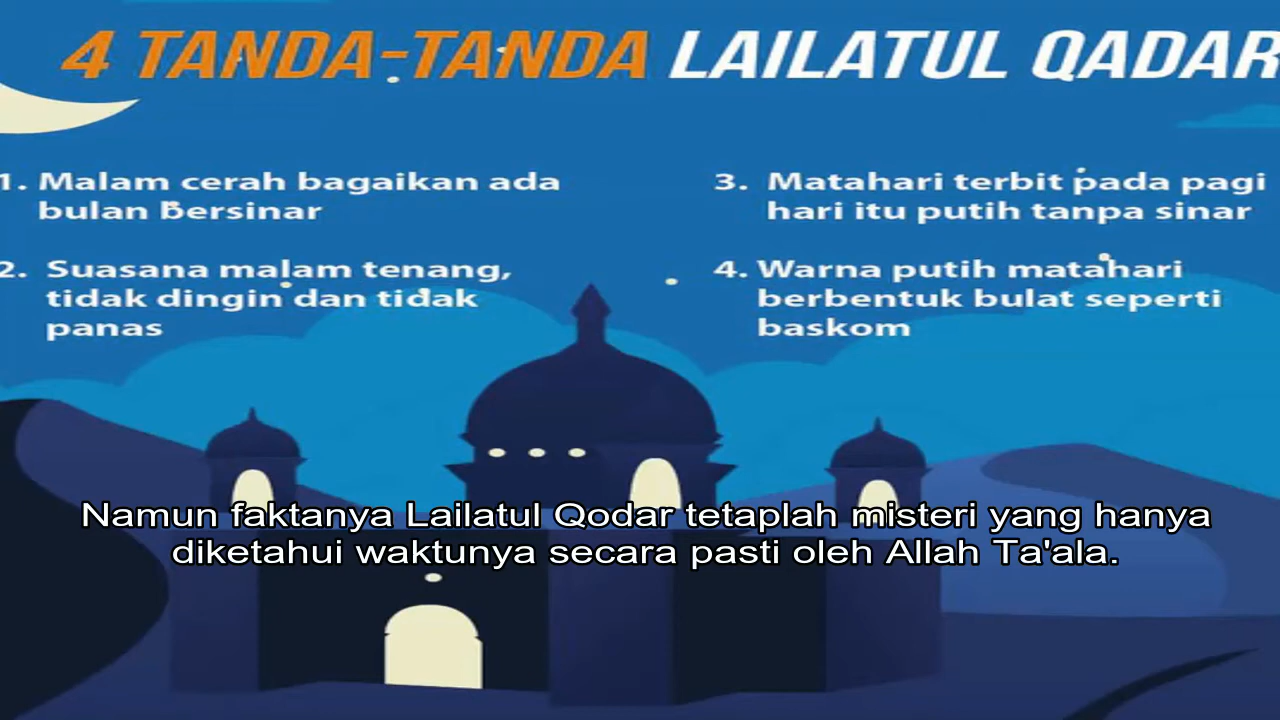 4 TANDA-TANDA LAILATUL QADAR
1. Malam cerah bagaikan ada
bulan bersinar
2. Suasana malam tenang,
tidak dingin dan tidak
panas
3. Matahari terbit pada pagi
hari itu putih tanpa sinar
4. Warna putih matahari
berbentuk bulat seperti
baskom
Namun faktanya Lailatul Qodar tetaplah misteri yang hanya
diketahui waktunya secara pasti oleh Allah Ta'ala.